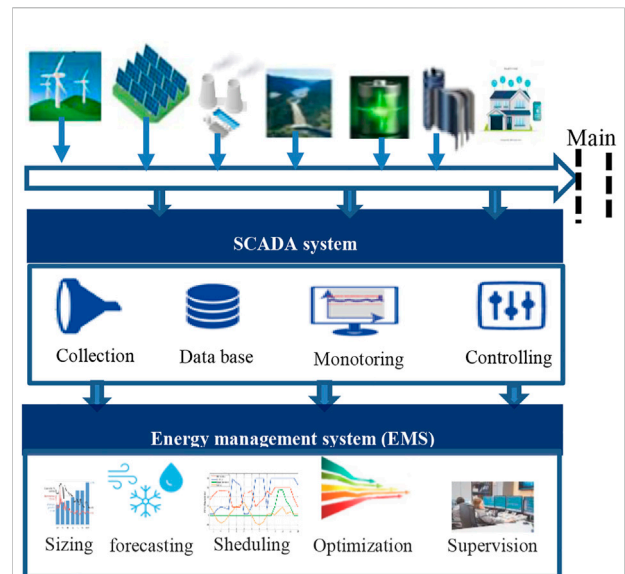 Main
SCADA system
Collection
Data base
Monotoring
Controlling
Energy management system (EMS)
Sizing
forecasting
Sheduling
Optimization
Supervision